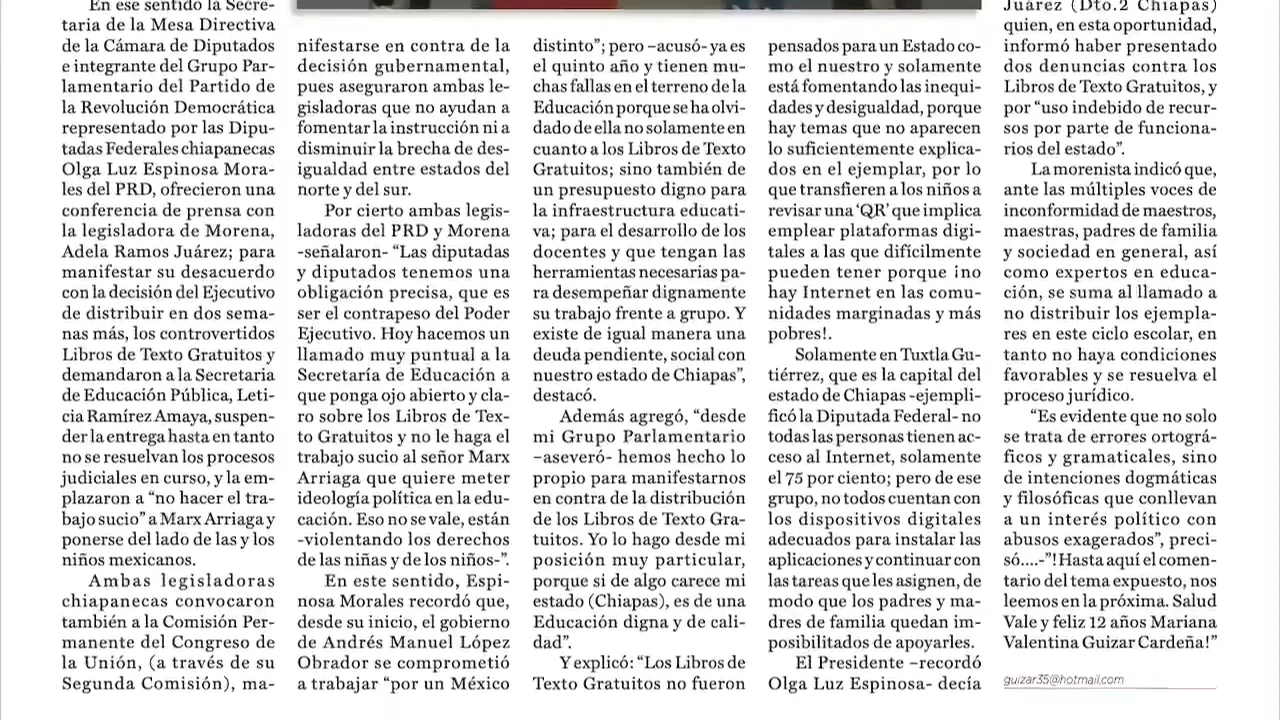 En ese sentido la Secre-
taria de la Mesa Directiva
de la Cámara de Diputados
e integrante del Grupo Par-
lamentario del Partido de
la Revolución Democrática
representado por las Dipu-
tadas Federales chiapanecas
Olga Luz Espinosa Mora-
les del PRD, ofrecieron una
conferencia de prensa con
la legisladora de Morena,
Adela Ramos Juárez; para
manifestar su desacuerdo
con la decisión del Ejecutivo
de distribuir en dos sema-
nas más, los controvertidos
Libros de Texto Gratuitos y
demandaron a la Secretaria
de Educación Pública, Leti-
cia Ramírez Amaya, suspen-
der la entrega hasta en tanto
no se resuelvan los procesos
judiciales en curso, y la em-
plazaron a “no hacer el tra-
bajo sucio” a Marx Arriaga y
ponerse del lado de las y los
niños mexicanos.
Ambas legisladoras
chiapanecas convocaron
también a la Comisión Per-
manente del Congreso de
la Unión, (a través de su
Segunda Comisión), ma-
nifestarse en contra de la
decisión gubernamental,
pues aseguraron ambas le-
gisladoras que no ayudan a
fomentar la instrucción ni a
disminuir la brecha de des-
igualdad entre estados del
norte y del sur.
Por cierto ambas legis-
ladoras del PRD y Morena
-señalaron- “Las diputadas
y diputados tenemos una
obligación precisa, que es
ser el contrapeso del Poder
Ejecutivo. Hoy hacemos un
llamado muy puntual a la
Secretaría de Educación a
que ponga ojo abierto y cla-
ro sobre los Libros de Tex-
to Gratuitos y no le haga el
trabajo sucio al señor Marx
Arriaga que quiere meter
ideología política en la edu-
cación. Eso no se vale, están
-violentando los derechos
de las niñas y de los niños-”.
En este sentido, Espi-
nosa Morales recordó que,
desde su inicio, el gobierno
de Andrés Manuel López
Obrador se comprometió
a trabajar “por un México
distinto”; pero –acusó- ya es
el quinto año y tienen mu-
chas fallas en el terreno de la
Educación porque se ha olvi-
dado de ella no solamente en
cuanto a los Libros de Texto
Gratuitos; sino también de
un presupuesto digno para
la infraestructura educati-
va; para el desarrollo de los
docentes y que tengan las
herramientas necesarias pa-
ra desempeñar dignamente
su trabajo frente a grupo. Y
existe de igual manera una
deuda pendiente, social con
nuestro estado de Chiapas”,
destacó.
Además agregó, “desde
mi Grupo Parlamentario
–aseveró- hemos hecho lo
propio para manifestarnos
en contra de la distribución
de los Libros de Texto Gra-
tuitos. Yo lo hago desde mi
posición muy particular,
porque si de algo carece mi
estado (Chiapas), es de una
Educación digna y de cali-
dad”.
Y explicó: “Los Libros de
Texto Gratuitos no fueron
pensados para un Estado co-
mo el nuestro y solamente
está fomentando las inequi-
dades y desigualdad, porque
hay temas que no aparecen
lo suficientemente explica-
dos en el ejemplar, por lo
que transfieren a los niños a
revisar una ‘QR’ que implica
emplear plataformas digi-
tales a las que difícilmente
pueden tener porque ¡no
hay Internet en las comu-
nidades marginadas y más
pobres!.
Solamente en Tuxtla Gu-
tiérrez, que es la capital del
estado de Chiapas -ejempli-
ficó la Diputada Federal- no
todas las personas tienen ac-
ceso al Internet, solamente
el 75 por ciento; pero de ese
grupo, no todos cuentan con
los dispositivos digitales
adecuados para instalar las
aplicaciones y continuar con
las tareas que les asignen, de
modo que los padres y ma-
dres de familia quedan im-
posibilitados de apoyarles.
El Presidente –recordó
Olga Luz Espinosa- decía
Juárez (Dto.2 Chiapas)
quien, en esta oportunidad,
informó haber presentado
dos denuncias contra los
Libros de Texto Gratuitos, y
por “uso indebido de recur-
sos por parte de funciona-
rios del estado”.
La morenista indicó que,
ante las múltiples voces de
inconformidad de maestros,
maestras, padres de familia
y sociedad en general, así
como expertos en educa-
ción, se suma al llamado a
no distribuir los ejempla-
res en este ciclo escolar, en
tanto no haya condiciones
favorables y se resuelva el
proceso jurídico.
“Es evidente que no solo
se trata de errores ortográ-
ficos y gramaticales, sino
de intenciones dogmáticas
y filosóficas que conllevan
a un interés político con
abusos exagerados”, preci-
só....-”! Hasta aquí el comen-
tario del tema expuesto, nos
leemos en la próxima. Salud
Vale y feliz 12 años Mariana
Valentina Guizar Cardeña!”
guizar35@hotmail.com